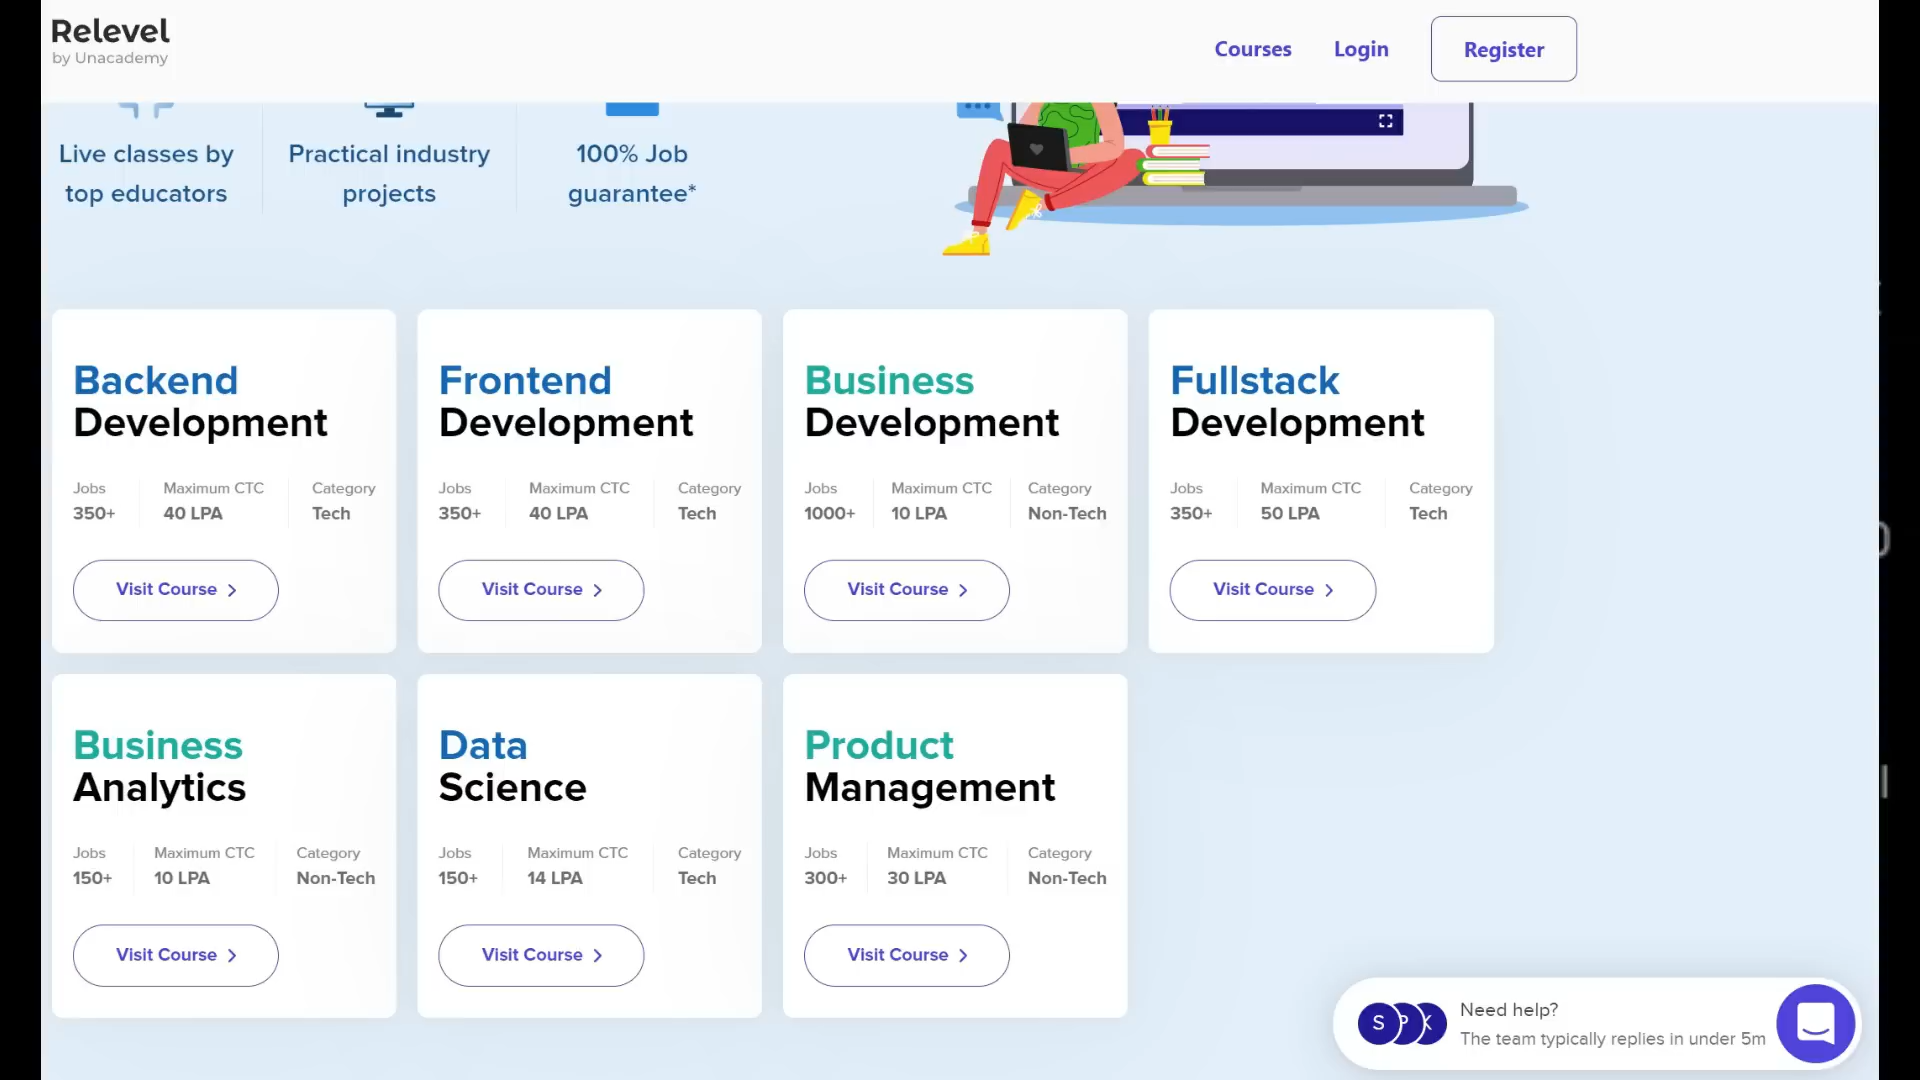 Relevel
by Unacademy
Courses
Login
Register
Live classes by
top educators
Practical industry
projects
100% Job
guarantee*
Backend
Development
Jobs
350+
Maximum CTC
40 LPA
Category
Tech
Visit Course
Frontend
Development
Jobs
350+
Maximum CTC
40 LPA
Category
Tech
Visit Course
Business
Development
Jobs
1000+
Maximum CTC
10 LPA
Category
Non-Tech
Visit Course
Fullstack
Development
Jobs
350+
Maximum CTC
50 LPA
Category
Tech
Visit Course
Business
Analytics
Jobs
150+
Maximum CTC
10 LPA
Category
Non-Tech
Visit Course
Data
Science
Jobs
150+
Maximum CTC
14 LPA
Category
Tech
Visit Course
Product
Management
Jobs
300+
Maximum CTC
30 LPA
Category
Non-Tech
Visit Course
S P K
Need help?
The team typically replies in under 5m